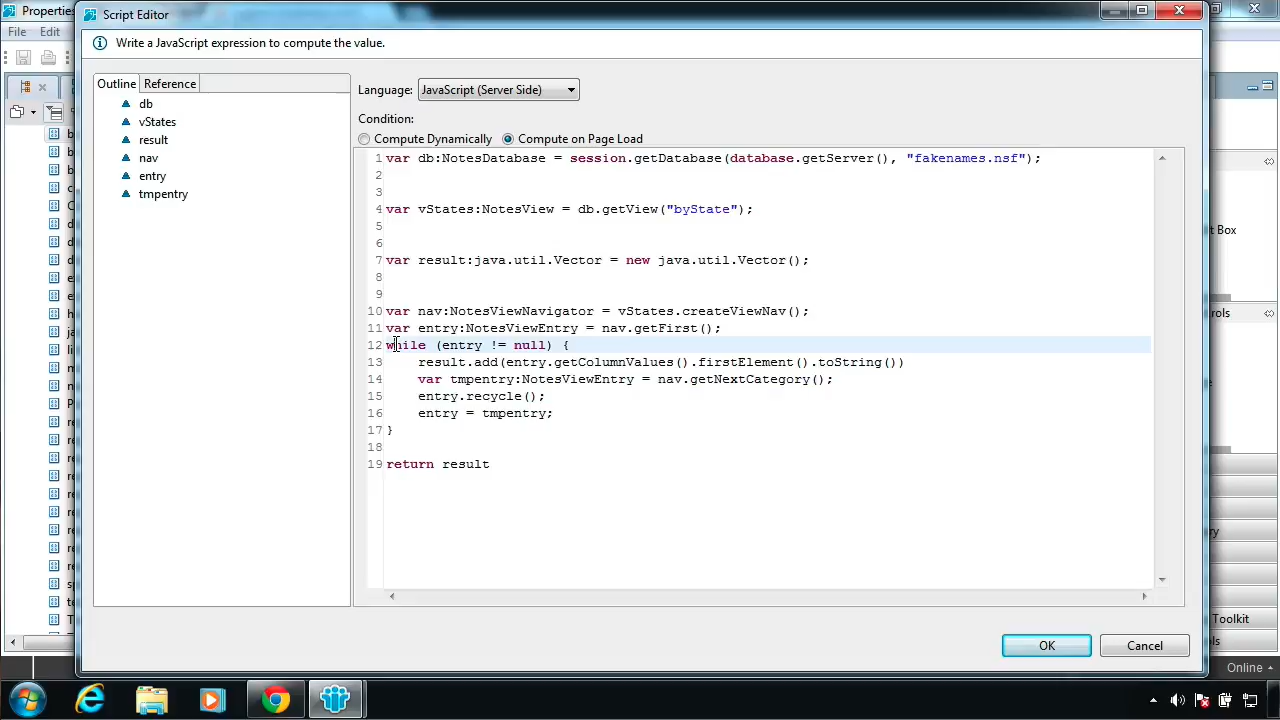 Properties
Script Editor
File Edit
Write a JavaScript expression to compute the value.
Outline Reference
db
vStates
result
nav
entry
tmpentry
Language: JavaScript (Server Side)
Condition:
Compute Dynamically Compute on Page Load
1 var db:NotesDatabase = session.getDatabase(database.getServer(), "fakenames.nsf");
2
3
4 var vStates:NotesView = db.getView("byState");
5
6
7 var result:java.util.Vector = new java.util.Vector();
8
9
10 var nav:NotesViewNavigator = vStates.createViewNav();
11 var entry:NotesViewEntry = nav.getFirst();
12 while (entry != null) {
13 result.add(entry.getColumnValues().firstElement().toString())
14 var tmpentry:NotesViewEntry = nav.getNextCategory();
15 entry.recycle();
16 entry = tmpentry;
17 }
18
19 return result
OK Cancel
t Box
rols
ry
Toolkit
ls
Online